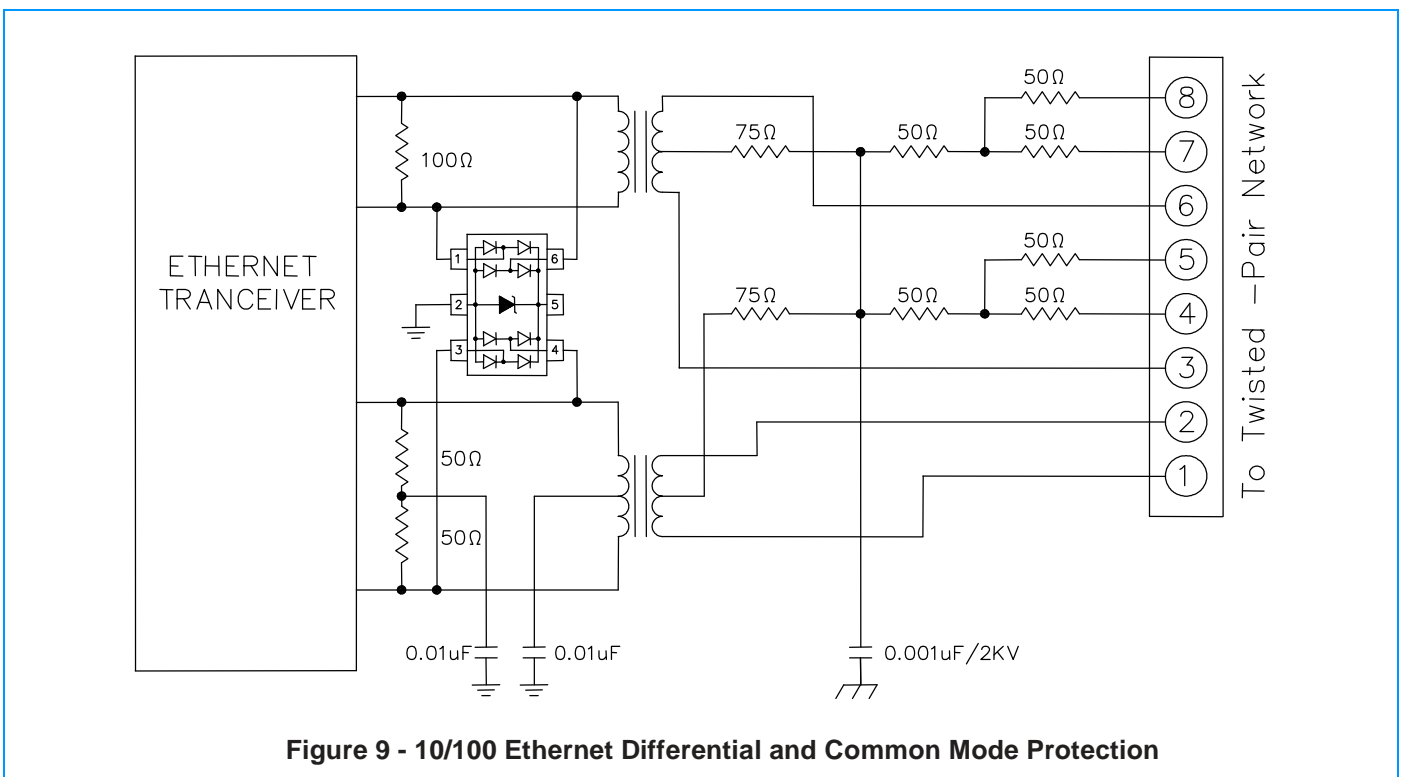 50Ω
8
75Ω
50Ω
50Ω
7
100Ω
6
1
6
ETHERNET
TRANCEIVER
50Ω
5
2
5
75Ω
50Ω
50Ω
4
3
4
3
2
50Ω
1
50Ω
0.01uF
0.01uF
0.001uF/2KV
To Twisted -Pair Network
Figure 9 - 10/100 Ethernet Differential and Common Mode Protection